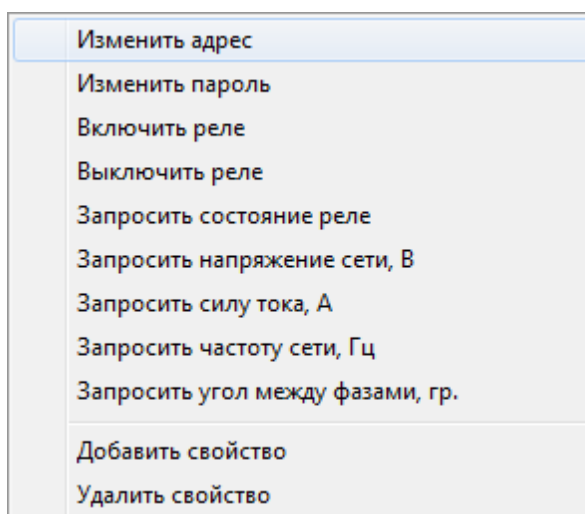 Изменить адрес
Изменить пароль
Включить реле
Выключить реле
Запросить состояние реле
Запросить напряжение сети, В
Запросить силу тока, А
Запросить частоту сети, Гц
Запросить угол между фазами, гр.
Добавить свойство
Удалить свойство